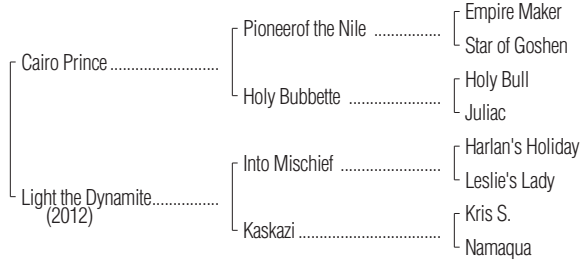 Empire Maker
Pioneerof the Nile ................
Star of Goshen
Cairo Prince ..........................
Holy Bull
Holy Bubbette ......................
Juliac
Harlan's Holiday
Into Mischief ........................
Leslie's Lady
Light the Dynamite................
(2012)
Kris S.
Kaskazi ..................................
Namaqua